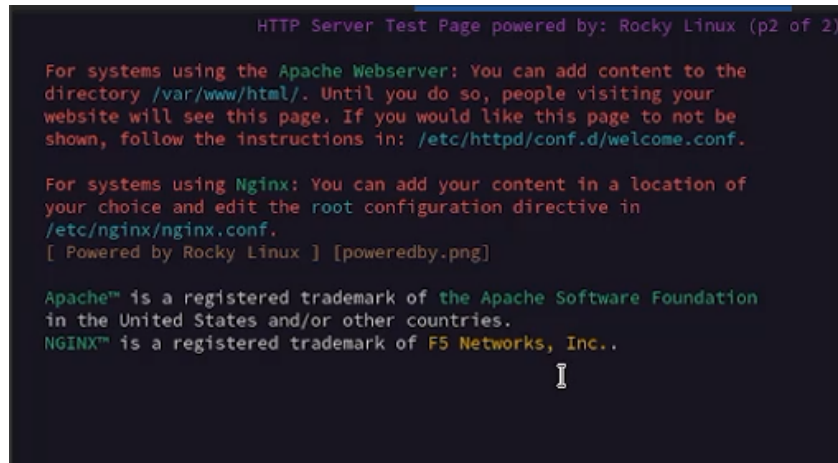 HTTP Server Test Page powered by: Rocky Linux (p2 of 2)
For systems using the Apache Webserver: You can add content to the
directory /var/www/html/. Until you do so, people visiting your
website will see this page. If you would like this page to not be
shown, follow the instructions in: /etc/httpd/conf.d/welcome.conf.
For systems using Nginx: You can add your content in a location of
your choice and edit the root configuration directive in
/etc/nginx/nginx.conf.
[ Powered by Rocky Linux ] [poweredby.png]
Apache™ is a registered trademark of the Apache Software Foundation
in the United States and/or other countries.
NGINX™ is a registered trademark of F5 Networks, Inc..